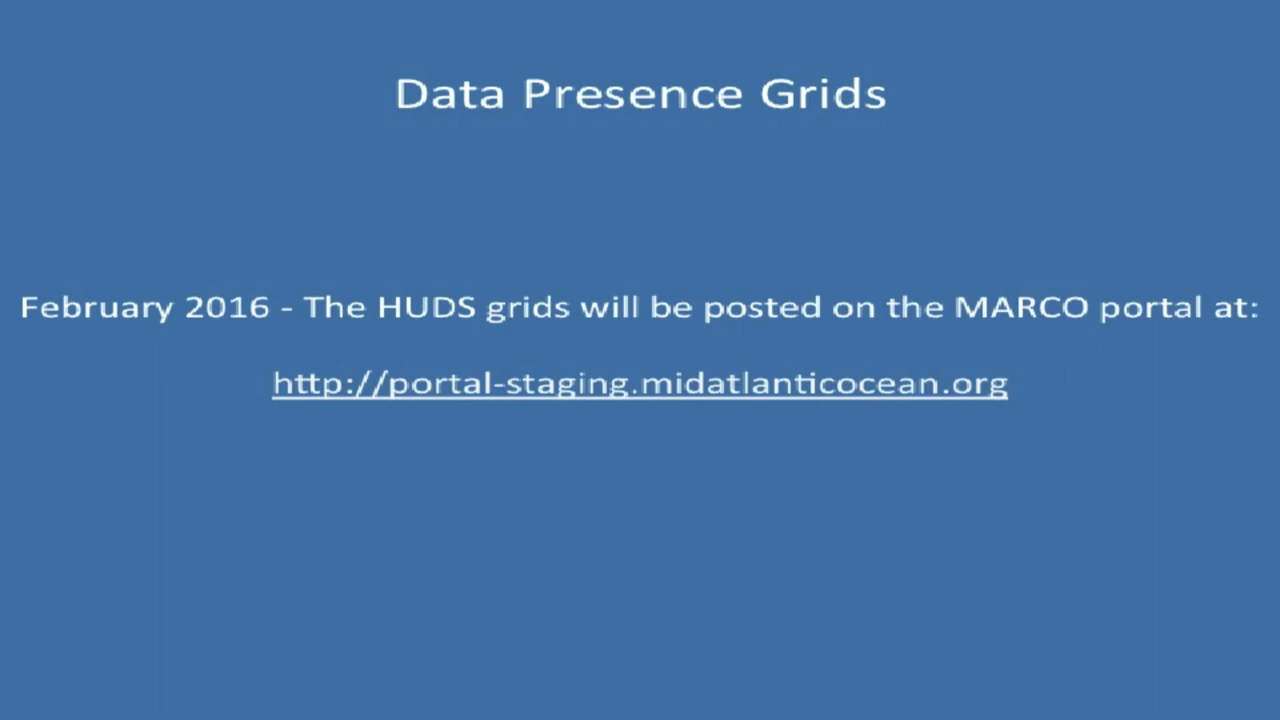 Data Presence Grids
February 2016 - The HUDS grids will be posted on the MARCO portal at:
http://portal-staging.midatlanticocean.org